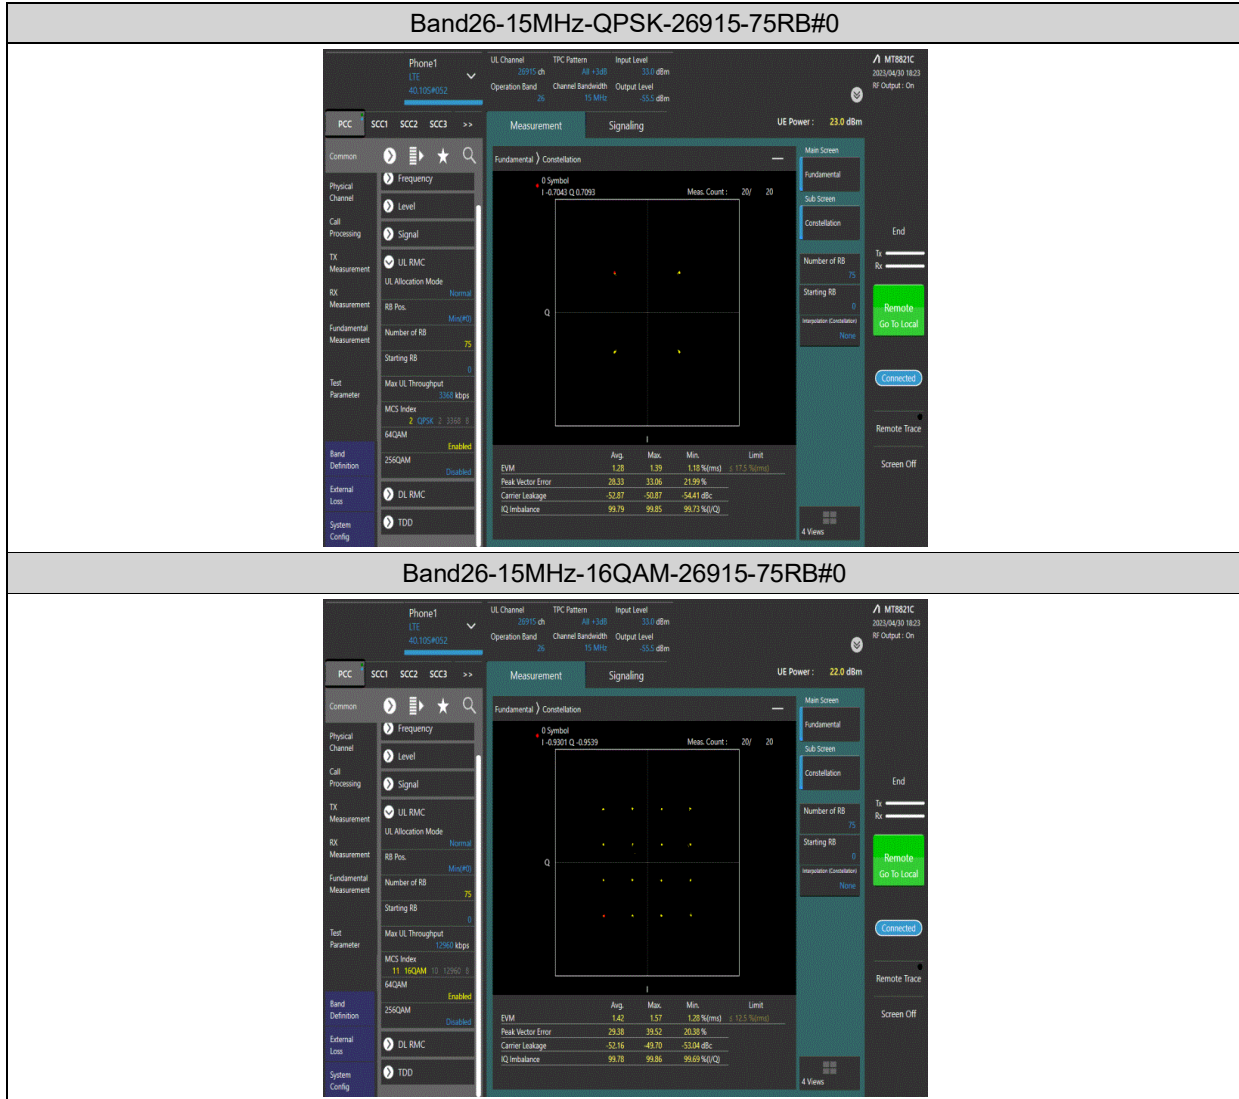 Band26-15MHz-QPSK-26915-75RB#0
Phone1
LTE
40.10S#052
UL Channel TPC Pattern Input Level
26915 ch All +3dB 33.0 dBm
Operation Band Channel Bandwidth Output Level
26 15 MHz -55.5 dBm
MT8821C
2023/04/30 18:23
RF Output : On
PCC SCC1 SCC2 SCC3 >>
Measurement Signaling
UE Power : 23.0 dBm
Common
Physical
Channel
Call
Processing
TX
Measurement
RX
Measurement
Fundamental
Measurement
Test
Parameter
Band
Definition
External
Loss
System
Config
Frequency
Level
Signal
UL RMC
UL Allocation Mode
Normal
RB Pos.
Min(#0)
Number of RB
75
Starting RB
0
Max UL Throughput
3368 kbps
MCS Index
2 QPSK 2 3368 8
64QAM
Enabled
256QAM
Disabled
DL RMC
TDD
Fundamental 〉 Constellation
0 Symbol
I -0.7043 Q 0.7093
Meas. Count : 20/ 20
Q
I
Avg. Max. Min. Limit
EVM 1.28 1.39 1.18 %(rms) ≤ 17.5 %(rms)
Peak Vector Error 28.33 33.06 21.99 %
Carrier Leakage -52.87 -50.87 -54.41 dBc
IQ Imbalance 99.79 99.85 99.73 %(I/Q)
Main Screen
Fundamental
Sub Screen
Constellation
Number of RB
75
Starting RB
0
Interpolation (Constellation)
None
4 Views
End
Tx
Rx
Remote
Go To Local
Connected
Remote Trace
Screen Off
Band26-15MHz-16QAM-26915-75RB#0
Phone1
LTE
40.10S#052
UL Channel TPC Pattern Input Level
26915 ch All +3dB 33.0 dBm
Operation Band Channel Bandwidth Output Level
26 15 MHz -55.5 dBm
MT8821C
2023/04/30 18:23
RF Output : On
PCC SCC1 SCC2 SCC3 >>
Measurement Signaling
UE Power : 22.0 dBm
Common
Physical
Channel
Call
Processing
TX
Measurement
RX
Measurement
Fundamental
Measurement
Test
Parameter
Band
Definition
External
Loss
System
Config
Frequency
Level
Signal
UL RMC
UL Allocation Mode
Normal
RB Pos.
Min(#0)
Number of RB
75
Starting RB
0
Max UL Throughput
12960 kbps
MCS Index
11 16QAM 10 12960 8
64QAM
Enabled
256QAM
Disabled
DL RMC
TDD
Fundamental 〉 Constellation
0 Symbol
I -0.9301 Q -0.9539
Meas. Count : 20/ 20
Q
I
Avg. Max. Min. Limit
EVM 1.42 1.57 1.28 %(rms) ≤ 12.5 %(rms)
Peak Vector Error 29.38 39.52 20.38 %
Carrier Leakage -52.16 -49.70 -53.04 dBc
IQ Imbalance 99.78 99.86 99.69 %(I/Q)
Main Screen
Fundamental
Sub Screen
Constellation
Number of RB
75
Starting RB
0
Interpolation (Constellation)
None
4 Views
End
Tx
Rx
Remote
Go To Local
Connected
Remote Trace
Screen Off